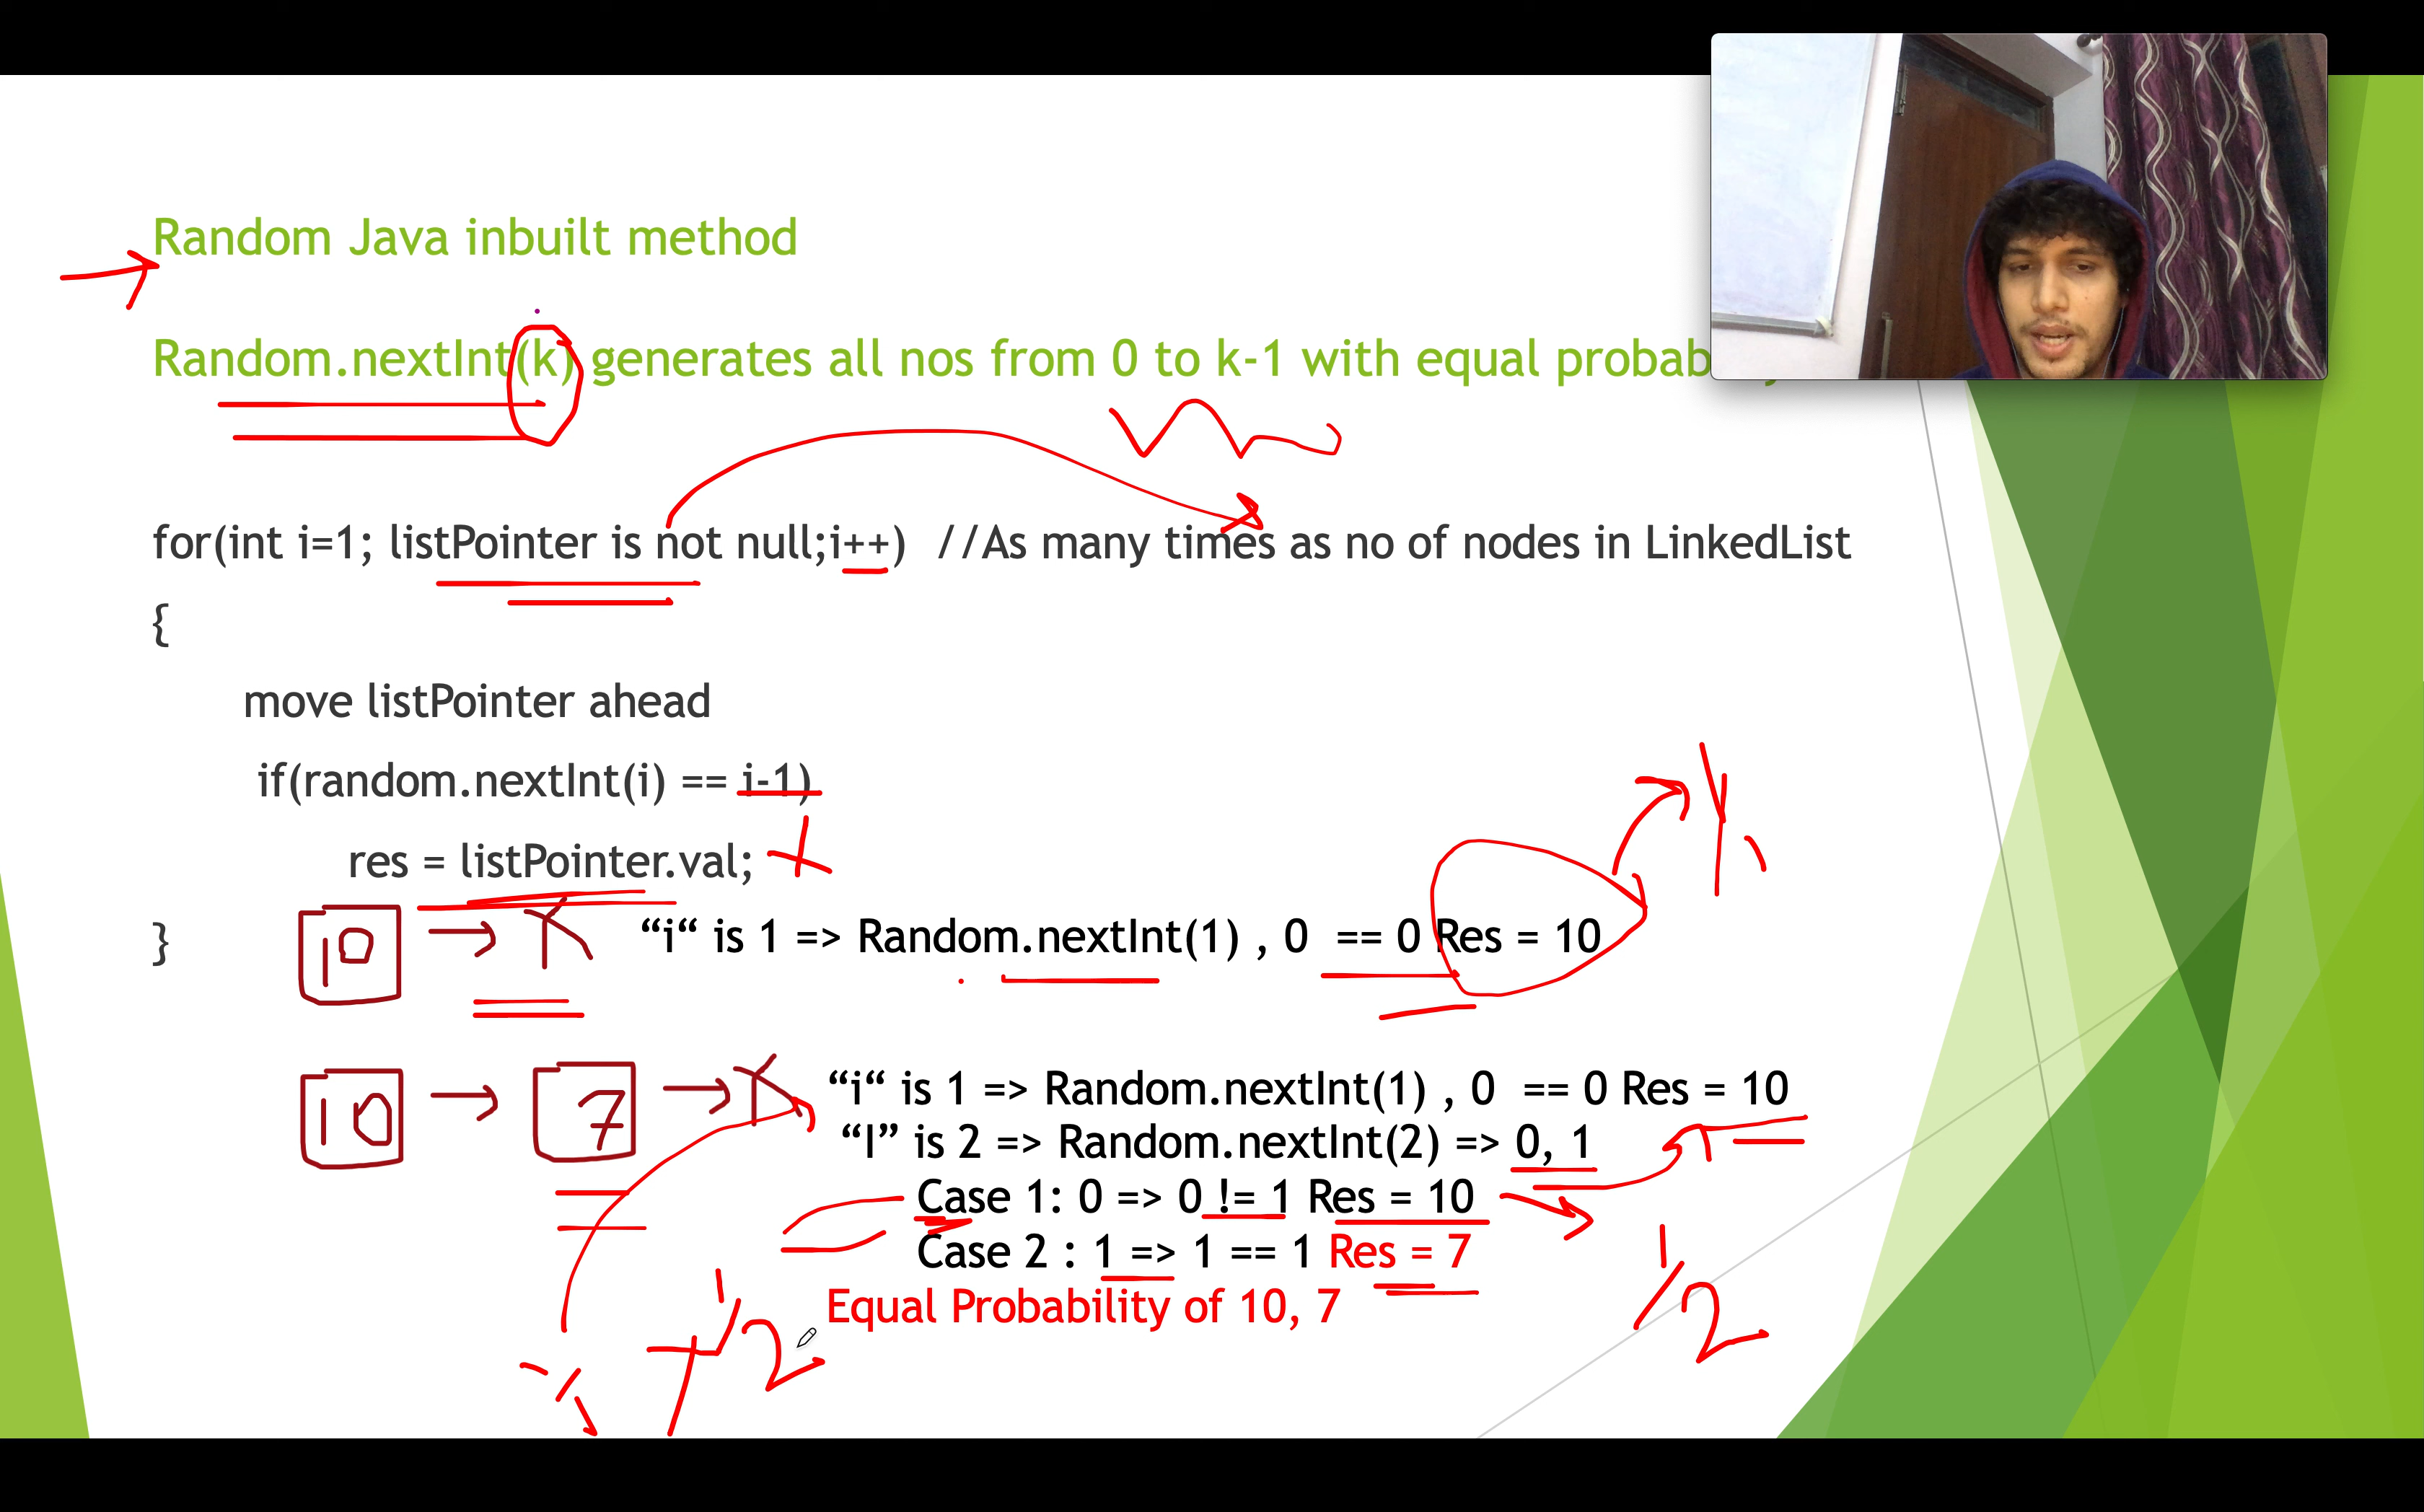 Random Java inbuilt method
Random.nextInt(k) generates all nos from 0 to k-1 with equal
for(int i=1; listPointer is not null;i++) //As many times as no of nodes in LinkedList
{
move listPointer ahead
if(random.nextInt(i) == i-1)
res = listPointer.val;
}
10
“i“ is 1 => Random.nextInt(1) , 0 == 0 Res = 10
10 7
“i“ is 1 => Random.nextInt(1) , 0 == 0 Res = 10
“I” is 2 => Random.nextInt(2) => 0, 1
Case 1: 0 => 0 != 1 Res = 10
Case 2 : 1 => 1 == 1 Res = 7
Equal Probability of 10, 7
1/2
1/2